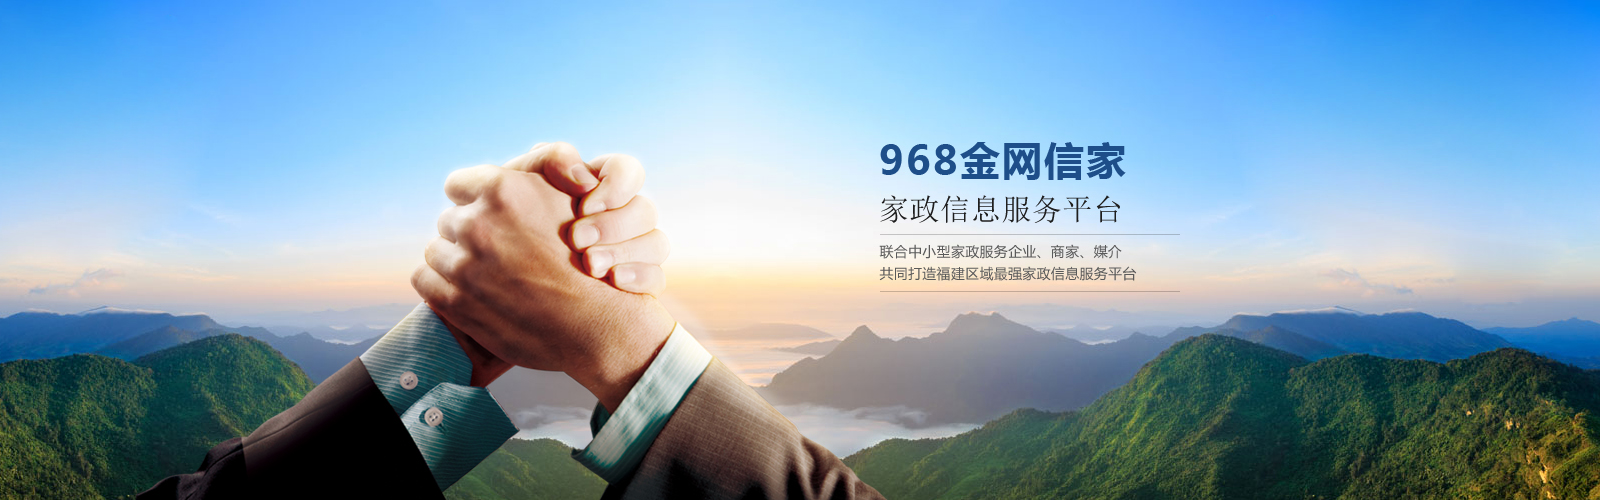 968金网信家
家政信息服务平台
联合中小型家政服务企业、商家、媒介
共同打造福建区域最强家政信息服务平台